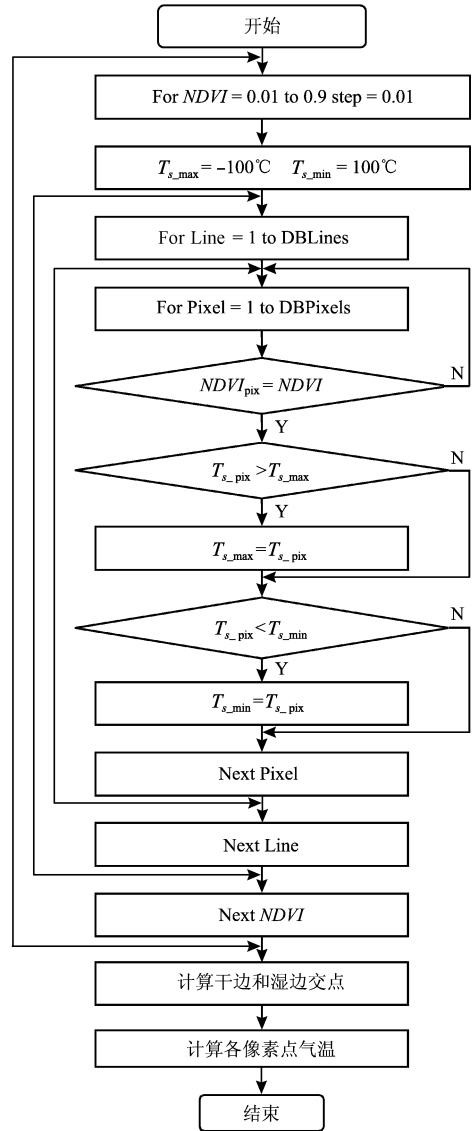 开始
For NDVI = 0.01 to 0.9 step = 0.01
Ts_max = –100℃ Ts_min = 100℃
For Line = 1 to DBLines
For Pixel = 1 to DBPixels
NDVIpix = NDVI
N
Y
Ts_pix >Ts_max
N
Y
Ts_max=Ts_pix
Ts_pix<Ts_min
N
Y
Ts_min=Ts_pix
Next Pixel
Next Line
Next NDVI
计算干边和湿边交点
计算各像素点气温
结束